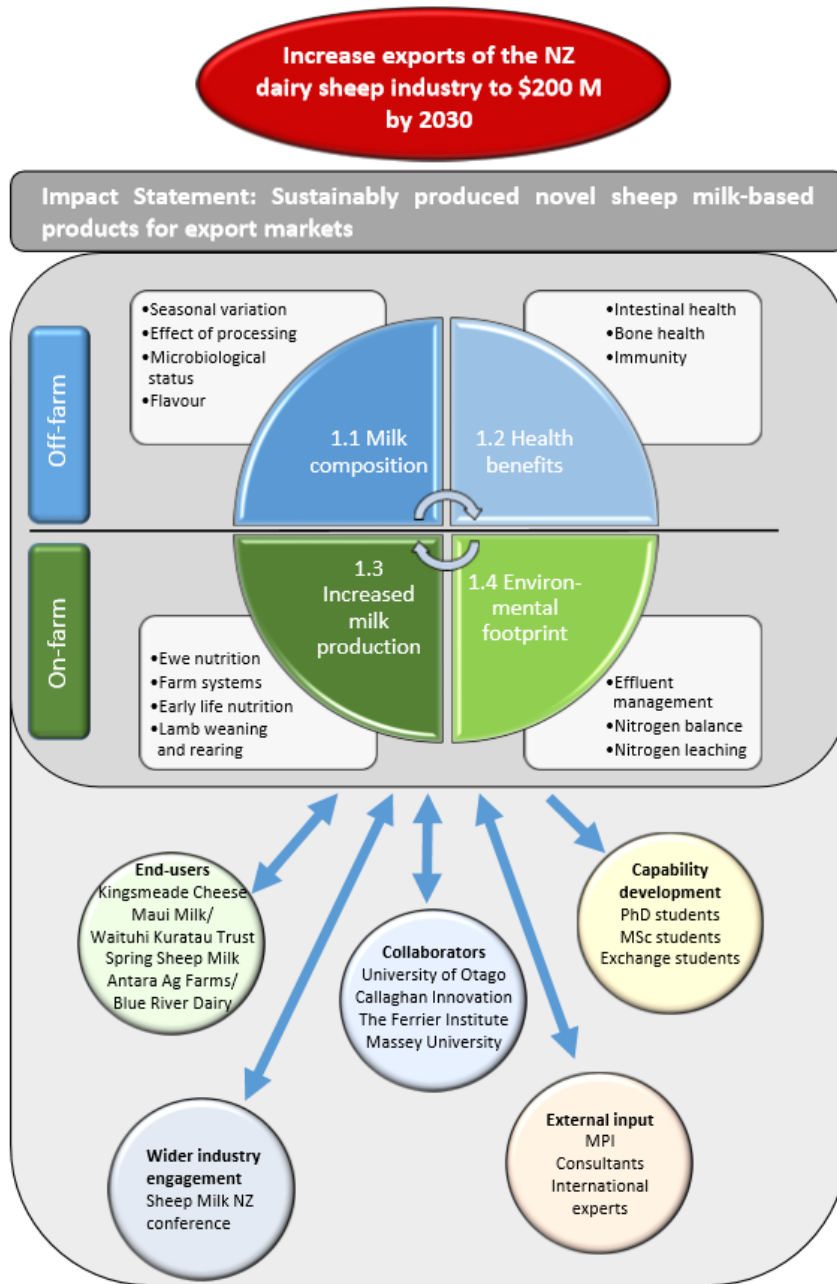 Increase exports of the NZ
dairy sheep industry to $200 M
by 2030
Impact Statement: Sustainably produced novel sheep milk-based
products for export markets
Off-farm
•Seasonal variation
•Effect of processing
•Microbiological
status
•Flavour
1.1 Milk
composition
1.2 Health
benefits
•Intestinal health
•Bone health
•Immunity
On-farm
•Ewe nutrition
•Farm systems
•Early life nutrition
•Lamb weaning
and rearing
1.3
Increased
milk
production
1.4 Environ-
mental
footprint
•Effluent
management
•Nitrogen balance
•Nitrogen leaching
End-users
Kingsmeade Cheese
Maui Milk/
Waituhi Kuratau Trust
Spring Sheep Milk
Antara Ag Farms/
Blue River Dairy
Collaborators
University of Otago
Callaghan Innovation
The Ferrier Institute
Massey University
Capability
development
PhD students
MSc students
Exchange students
Wider industry
engagement
Sheep Milk NZ
conference
External input
MPI
Consultants
International
experts